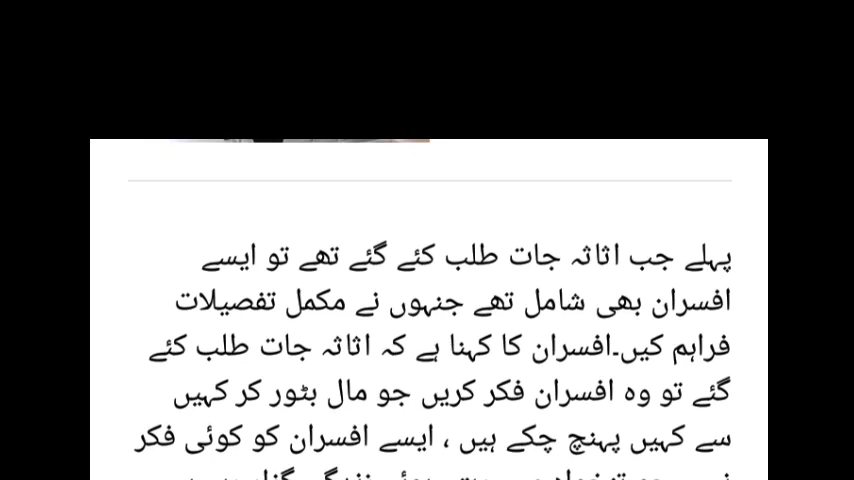 پہلے جب اثاثہ جات طلب کئے گئے تھے تو ایسے
افسران بھی شامل تھے جنہوں نے مکمل تفصیلات
فراہم کیں۔افسران کا کہنا ہے کہ اثاثہ جات طلب کئے
گئے تو وہ افسران فکر کریں جو مال بٹور کر کہیں
سے کہیں پہنچ چکے ہیں ، ایسے افسران کو کوئی فکر